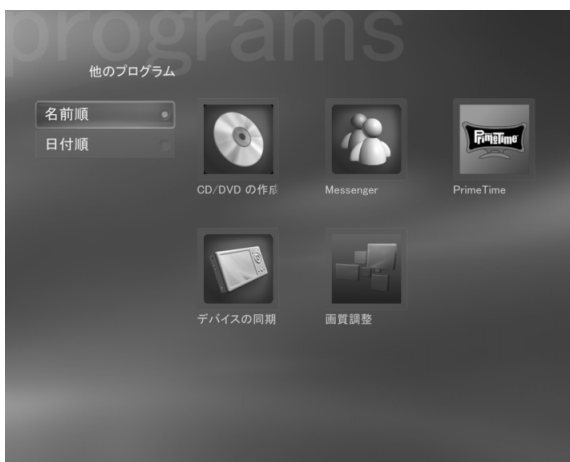 programs
他のプログラム
名前順
日付順
PrimeTime
CD/DVD の作成
Messenger
PrimeTime
デバイスの同期
画質調整